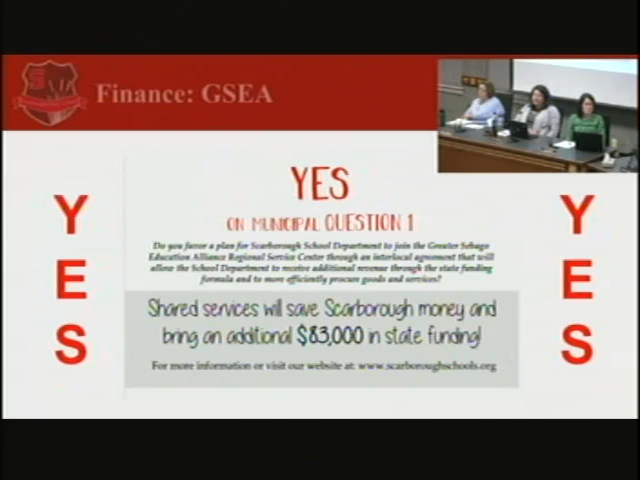 Finance: GSEA
YES
ON MUNICIPAL QUESTION 1
Do you favor a plan for Scarborough School Department to join the Greater Sebago
Education Alliance Regional Service Center through an interlocal agreement that will
allow the School Department to receive additional revenue through the state funding
formula and to more efficiently procure goods and services?
Shared services will save Scarborough money and
bring an additional $83,000 in state funding!
For more information or visit our website at: www.scarboroughschools.org
YES
YES